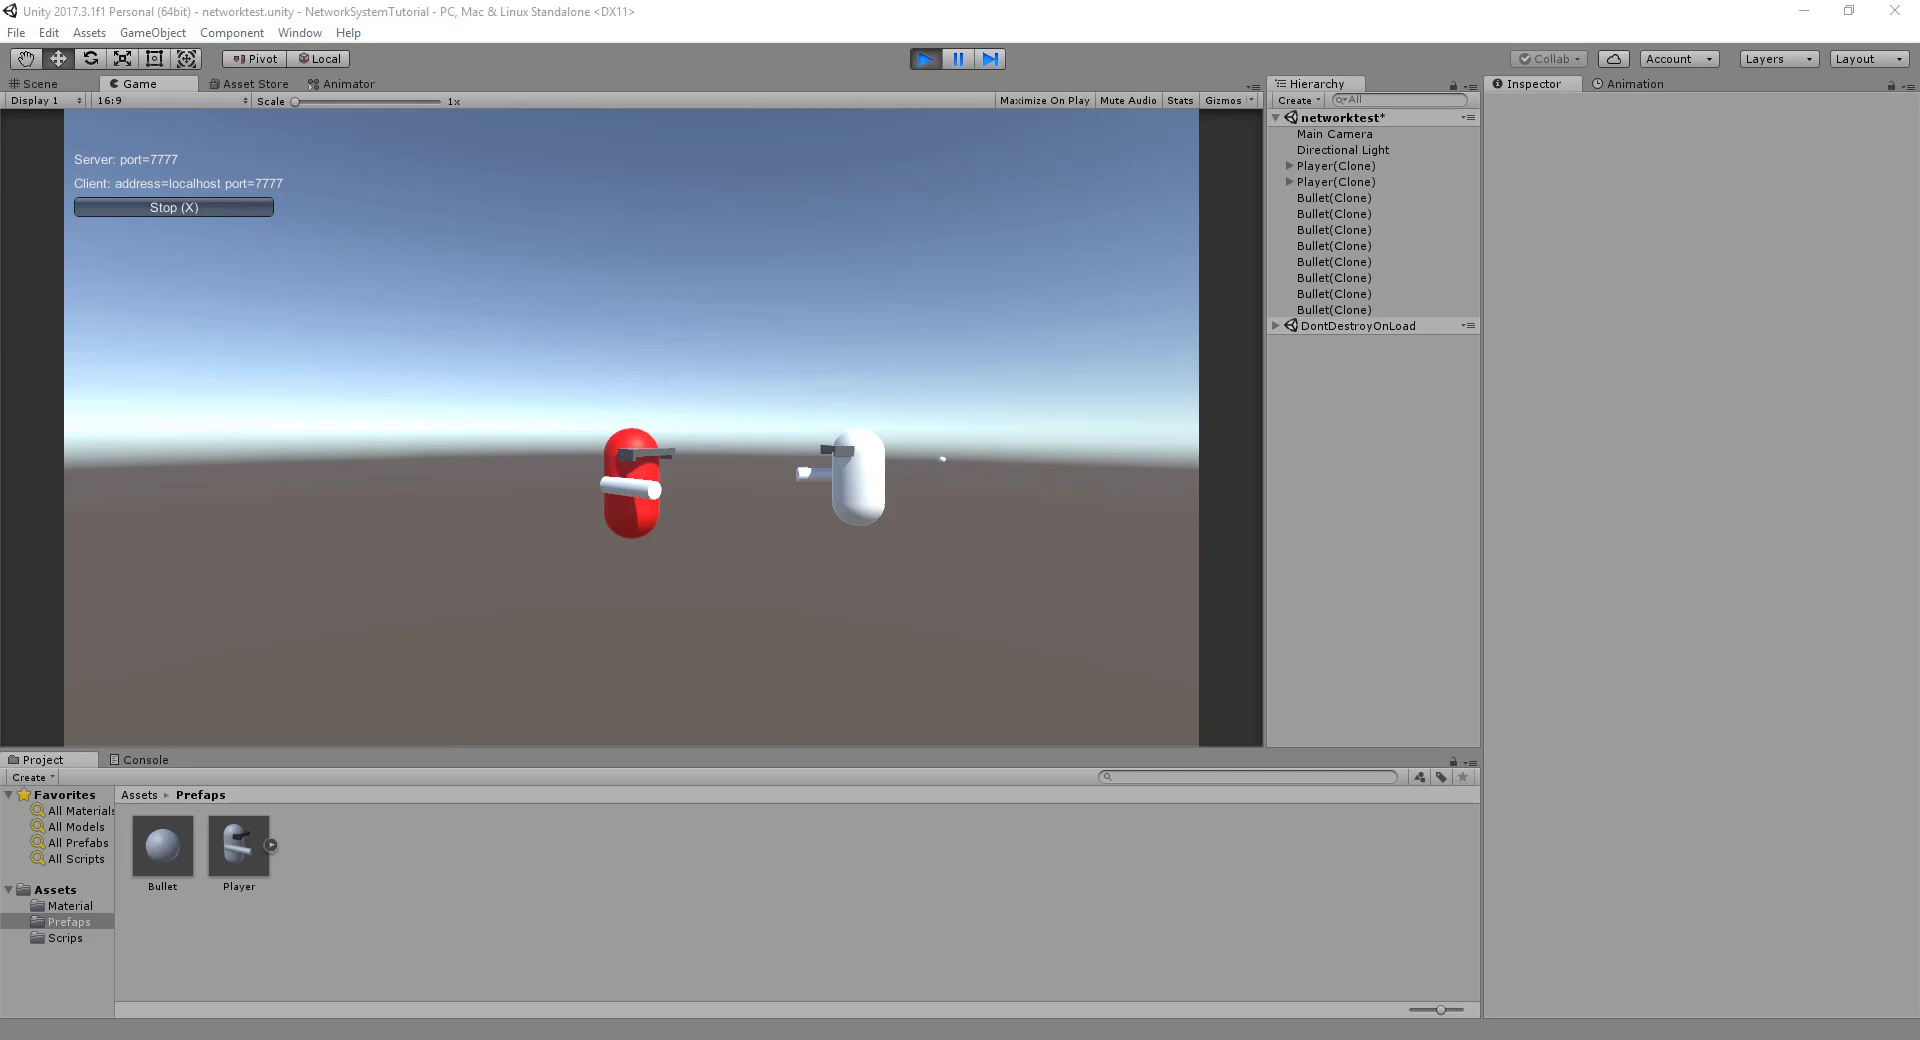 Unity 2017.3.1f1 Personal (64bit) - networktest.unity - NetworkSystemTutorial - PC, Mac & Linux Standalone <DX11>
File Edit Assets GameObject Component Window Help
Pivot Local Collab Account Layers Layout
Scene Game Asset Store Animator
Display 1 16:9 Scale 1x Maximize On Play Mute Audio Stats Gizmos
Server: port=7777
Client: address=localhost port=7777
Stop (X)
Hierarchy
Create All
networktest*
Main Camera
Directional Light
Player(Clone)
Player(Clone)
Bullet(Clone)
Bullet(Clone)
Bullet(Clone)
Bullet(Clone)
Bullet(Clone)
Bullet(Clone)
Bullet(Clone)
Bullet(Clone)
DontDestroyOnLoad
Inspector Animation
Project Console
Create
Favorites
All Materials
All Models
All Prefabs
All Scripts
Assets
Material
Prefaps
Scrips
Assets Prefaps
Bullet Player